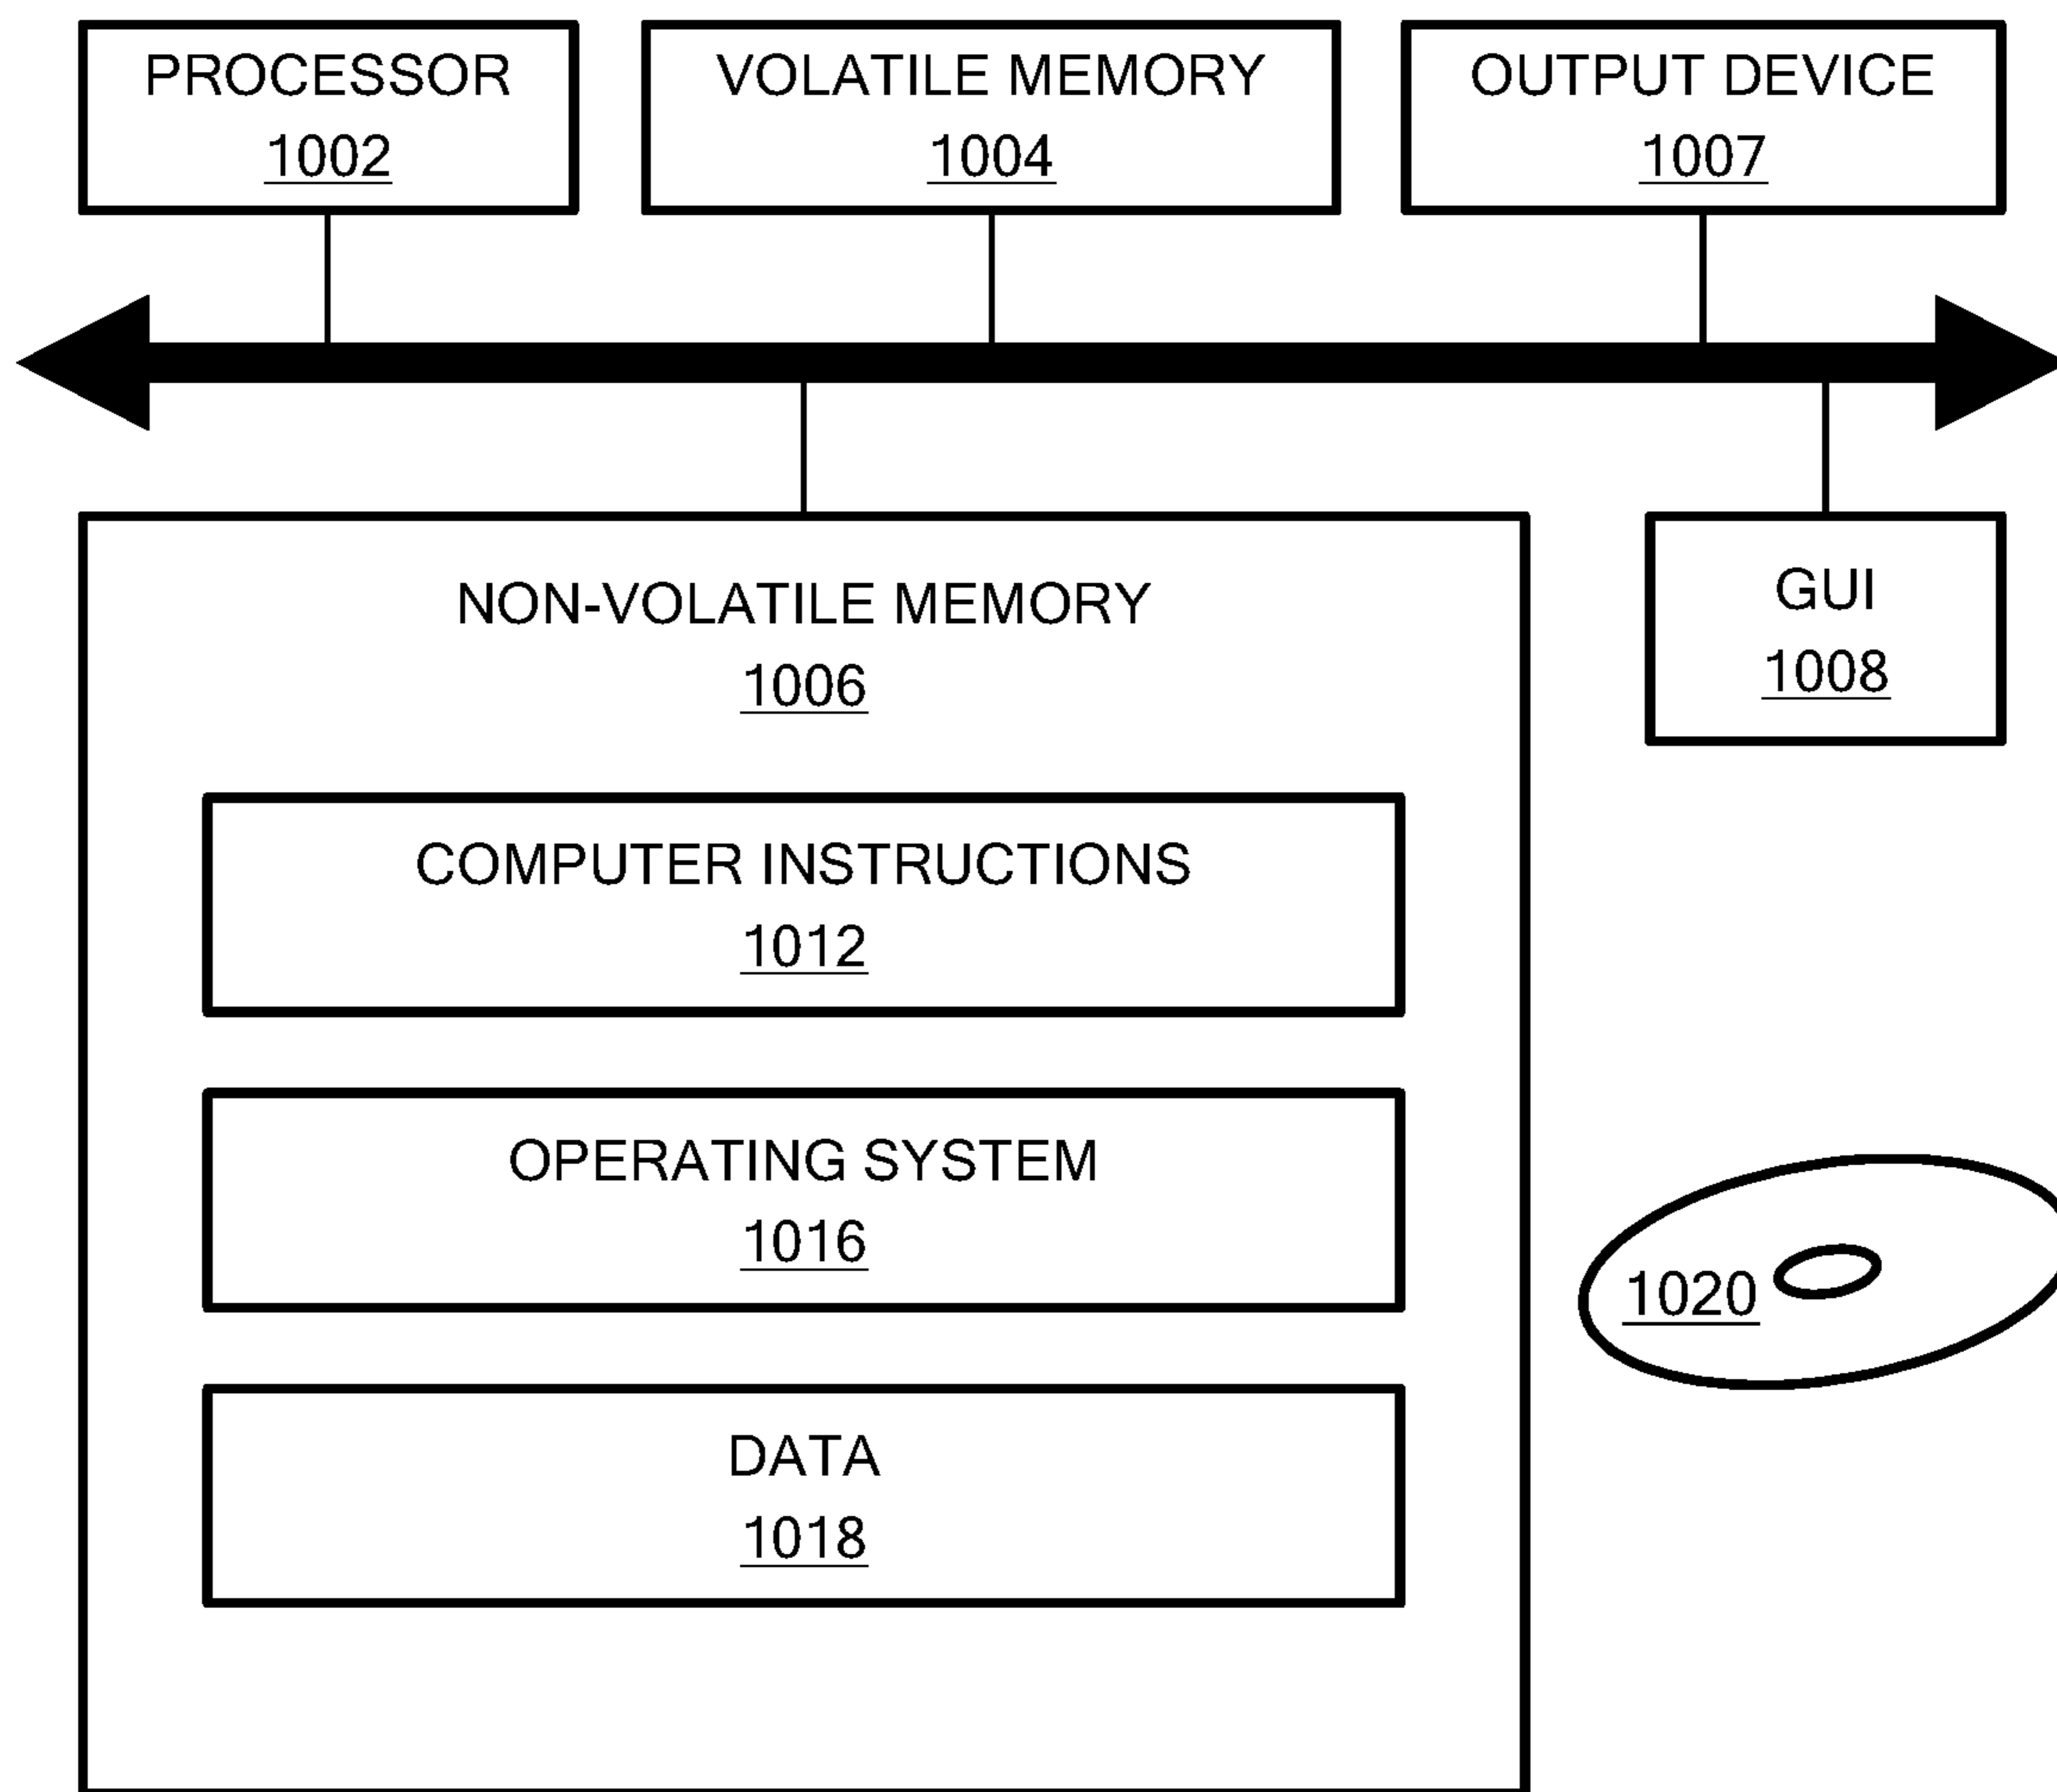 PROCESSOR
1002
VOLATILE MEMORY
1004
OUTPUT DEVICE
1007
NON-VOLATILE MEMORY
1006
GUI
1008
COMPUTER INSTRUCTIONS
1012
OPERATING SYSTEM
1016
1020
DATA
1018